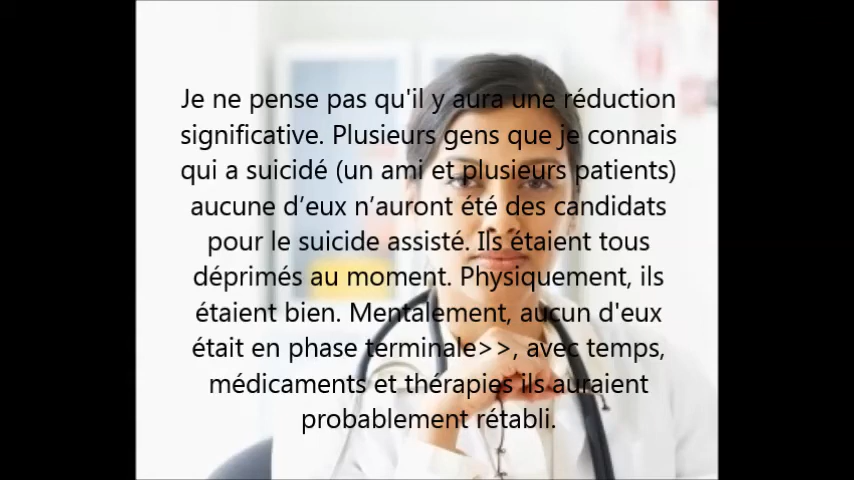 Je ne pense pas qu'il y aura une réduction
significative. Plusieurs gens que je connais
qui a suicidé (un ami et plusieurs patients)
aucune d’eux n’auront été des candidats
pour le suicide assisté. Ils étaient tous
déprimés au moment. Physiquement, ils
étaient bien. Mentalement, aucun d'eux
était en phase terminale>>, avec temps,
médicaments et thérapies ils auraient
probablement rétabli.